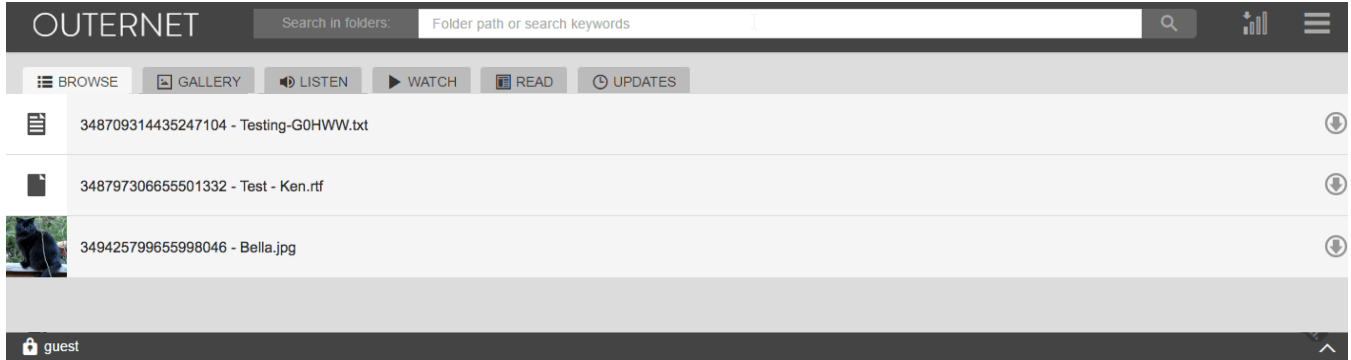 OUTERNET Search in folders: Folder path or search keywords
BROWSE GALLERY LISTEN WATCH READ UPDATES
348709314435247104 - Testing-G0HWW.txt
348797306655501332 - Test - Ken.rtf
349425799655998046 - Bella.jpg
guest